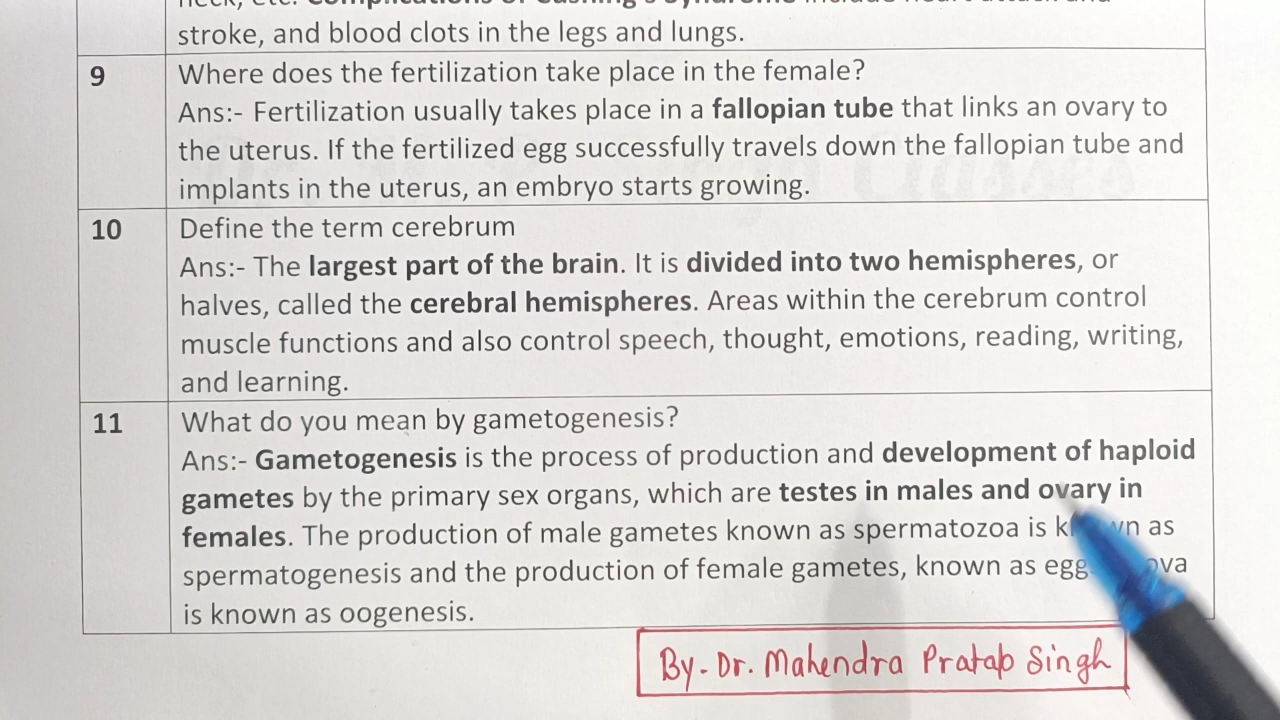 stroke, and blood clots in the legs and lungs.
9
Where does the fertilization take place in the female?
Ans:- Fertilization usually takes place in a fallopian tube that links an ovary to
the uterus. If the fertilized egg successfully travels down the fallopian tube and
implants in the uterus, an embryo starts growing.
10
Define the term cerebrum
Ans:- The largest part of the brain. It is divided into two hemispheres, or
halves, called the cerebral hemispheres. Areas within the cerebrum control
muscle functions and also control speech, thought, emotions, reading, writing,
and learning.
11
What do you mean by gametogenesis?
Ans:- Gametogenesis is the process of production and development of haploid
gametes by the primary sex organs, which are testes in males and ovary in
females. The production of male gametes known as spermatozoa is known as
spermatogenesis and the production of female gametes, known as
is known as oogenesis.
By- Dr. Mahendra Pratap Singh